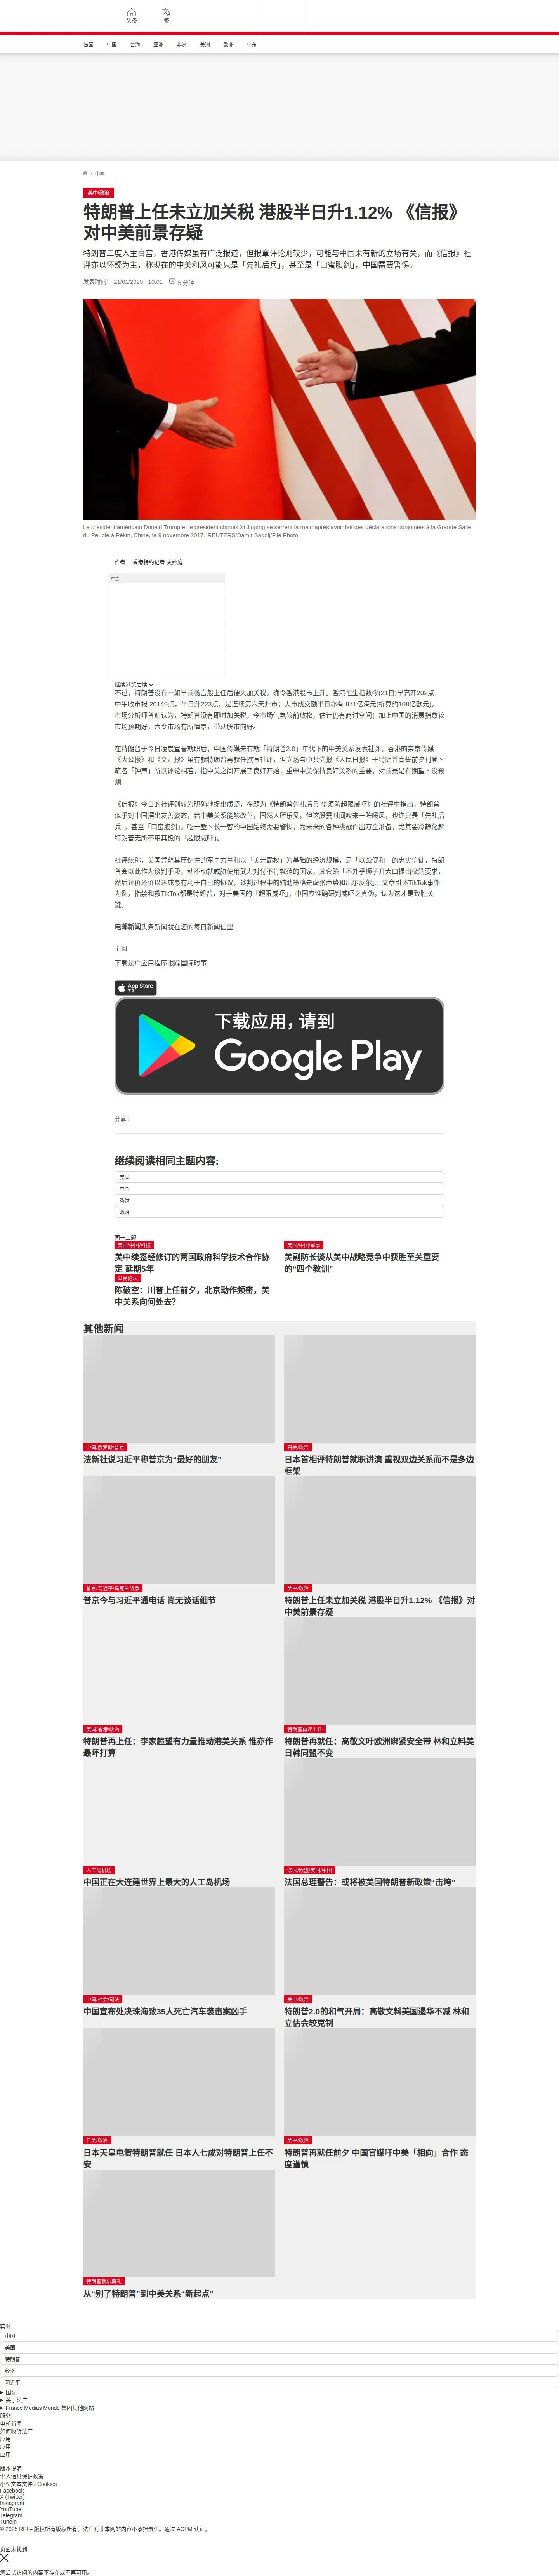 头条
繁
法国
中国
台海
亚洲
非洲
美洲
欧洲
中东
/ 中国
美中/政治
特朗普上任未立加关税 港股半日升1.12% 《信报》
对中美前景存疑
特朗普二度入主白宫，香港传媒虽有广泛报道，但报章评论则较少，可能与中国未有新的立场有关，而《信报》社
评亦以怀疑为主，称现在的中美和风可能只是「先礼后兵」，甚至是「口蜜腹剑」，中国需要警惕。
发表时间： 21/01/2025 - 10:01
5 分钟
Le président américain Donald Trump et le président chinois Xi Jinping se serrent la main après avoir fait des déclarations conjointes à la Grande Salle
du Peuple à Pékin, Chine, le 9 novembre 2017. REUTERS/Damir Sagolj/File Photo
作者： 香港特约记者 麦燕庭
广告
继续浏览后续
不过，特朗普没有一如早前扬言般上任后便大加关税，确令香港股市上升。香港恒生指数今(21日)早高开202点，
中午收市报 20149点，半日升223点，是连续第六天升市；大市成交额半日亦有 871亿港元(折算约108亿欧元)。
市场分析师普遍认为，特朗普没有即时加关税，令市场气氛较前放松，估计仍有商讨空间；加上中国的消费指数较
市场预期好，六令市场有所憧景，带动股市向好。
在特朗普于今日凌晨宣誓就职后，中国传媒未有就「特朗普2.0」年代下的中美关系发表社评，香港的亲京传媒
《大公报》和《文汇报》虽有就特朗普再就任撰写社评，但立场与中共党报《人民日报》于特朗普宣誓前夕刊登丶
笔名「钟声」所撰评论相若，指中美之间开展了良好开始，重申中美保持良好关系的重要，对前景是有期望丶没预
测。
《信报》今日的社评则较为明确地提出质疑，在题为《特朗普先礼后兵 华须防超限威吓》的社评中指出，特朗普
似乎对中国摆出友善姿态，若中美关系能够改善，固然人所乐见，但这股霎时间吹来一阵暖风，也许只是「先礼后
兵」，甚至「口蜜腹剑」。吃一堑丶长一智的中国始终需要警惕，为未来的各种挑战作出万全准备，尤其要冷静化解
特朗普无所不用其极的「超限威吓」。
社评续称，美国凭藉其压倒性的军事力量和以「美元霸权」为基础的经济规模，是「以战促和」的忠实信徒，特朗
普会以此作为谈判手段，动不动就威胁使用武力对付不肯就范的国家，其套路「不外乎狮子开大口提出极端要求，
然后讨价还价以达成最有利于自己的协议，谈判过程中的辅助策略是虚张声势和出尔反尔」。文章引述TikTok事件
为例，指禁和救TikTok都是特朗普，对于美国的「超限威吓」，中国应准确研判威吓之真伪，认为这才是致胜关
键。
电邮新闻头条新闻就在您的每日新闻信里
订阅
下载法广应用程序跟踪国际时事
App Store
下载
下载应用，请到
Google Play
分享 :
继续阅读相同主题内容:
美国
中国
香港
政治
同一主题
美国/中国/科技
美中续签经修订的两国政府科学技术合作协
定 延期5年
美国/中国/军事
美副防长谈从美中战略竞争中获胜至关重要
的“四个教训”
公民论坛
陈破空：川普上任前夕，北京动作频密，美
中关系向何处去？
其他新闻
中国/俄罗斯/普京
法新社说习近平称普京为“最好的朋友”
日美/政治
日本首相评特朗普就职讲演 重视双边关系而不是多边
框架
普京/习近平/乌克兰战争
普京今与习近平通电话 尚无谈话细节
美中/政治
特朗普上任未立加关税 港股半日升1.12% 《信报》对
中美前景存疑
美国/香港/政治
特朗普再上任：李家超望有力量推动港美关系 惟亦作
最坏打算
特朗普再次上任
特朗普再就任：高敬文吁欧洲绑紧安全带 林和立料美
日韩同盟不变
人工岛机场
中国正在大连建世界上最大的人工岛机场
法国/欧盟/美国/中国
法国总理警告：或将被美国特朗普新政策“击垮”
中国/社会/司法
中国宣布处决珠海致35人死亡汽车袭击案凶手
美中/政治
特朗普2.0的和气开局：高敬文料美国遏华不减 林和
立估会较克制
日美/政治
日本天皇电贺特朗普就任 日本人七成对特朗普上任不
安
美中/政治
特朗普再就任前夕 中国官媒吁中美「相向」合作 态
度谨慎
特朗普就职典礼
从“别了特朗普”到中美关系“新起点”
实时
中国
美国
特朗普
经济
习近平
国际
关于法广
France Médias Monde 集团其他网站
服务
电邮新闻
如何收听法广
应用
应用
应用
版本说明
个人信息保护政策
小型文本文件 / Cookies
Facebook
X (Twitter)
Instagram
YouTube
Telegram
TuneIn
© 2025 RFI – 版权所有版权所有。法广对非本网站内容不承担责任。通过 ACPM 认证。
页面未找到
您尝试访问的内容不存在或不再可用。